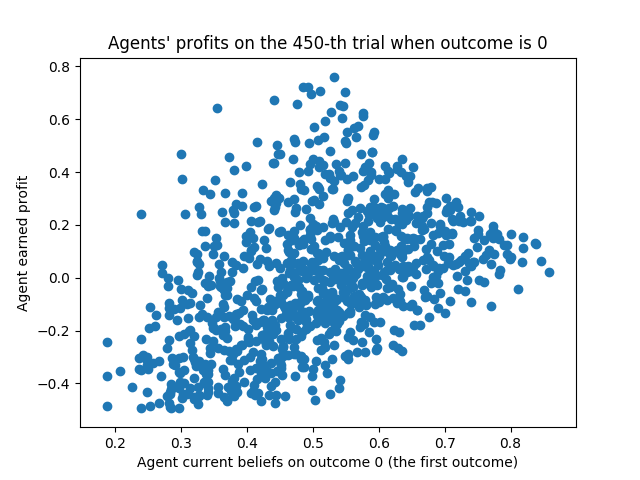 Agents' profits on the 450-th trial when outcome is 0
0.8
0.6
0.4
0.2
0.0
−0.2
−0.4
Agent earned profit
0.2 0.3 0.4 0.5 0.6 0.7 0.8
Agent current beliefs on outcome 0 (the first outcome)